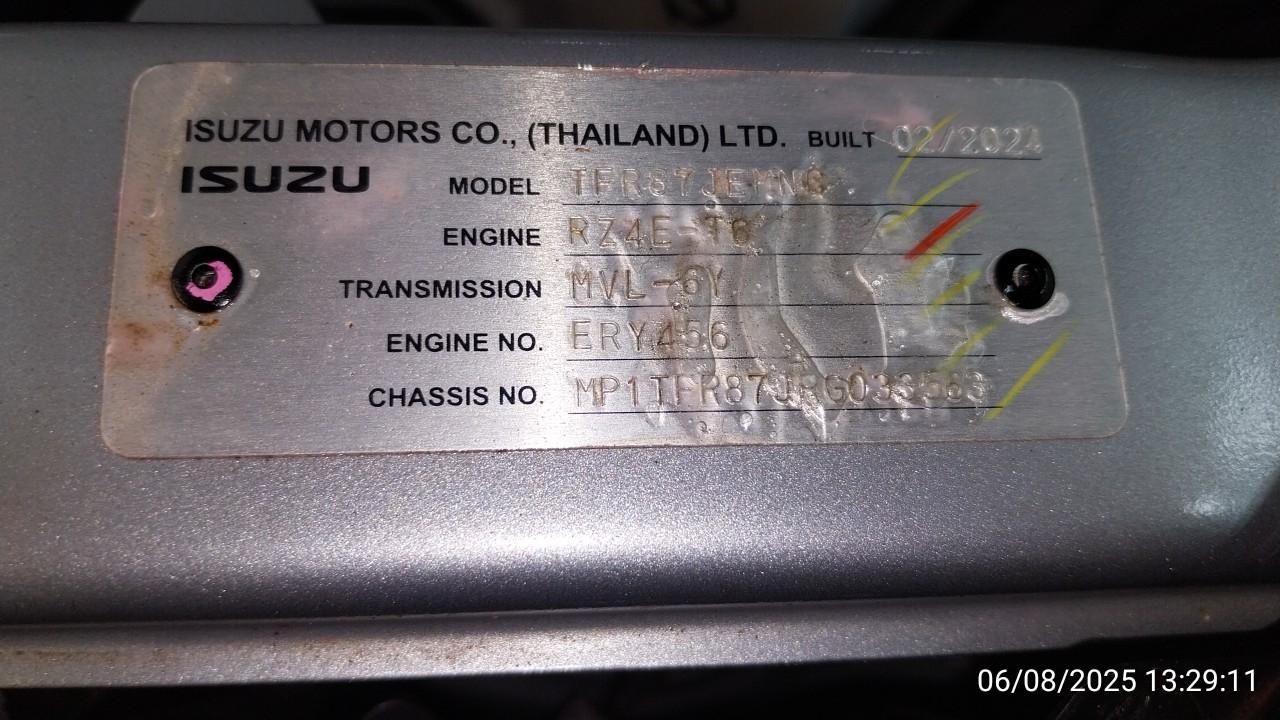 ISUZU MOTORS CO., (THAILAND) LTD. BUILT 02/2024
ISUZU MODEL
ENGINE RZ4E-T6
TRANSMISSION MVL-6Y
ENGINE NO. ERY456
CHASSIS NO.
06/08/2025 13:29:11